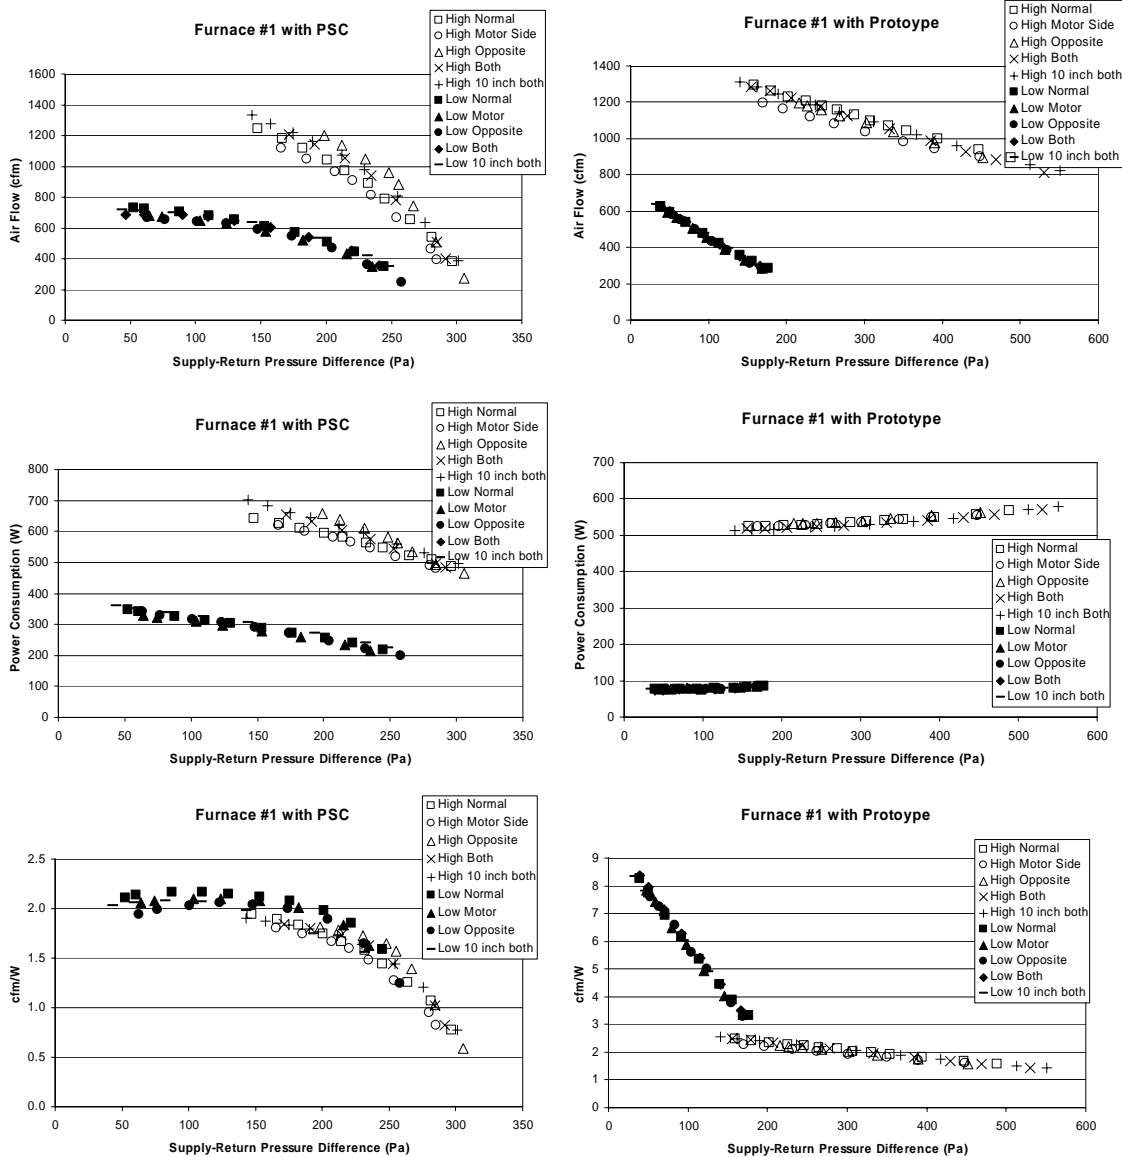 Furnace #1 with PSC
High Normal
High Motor Side
High Opposite
High Both
High 10 inch both
Low Normal
Low Motor
Low Opposite
Low Both
Low 10 inch both
Air Flow (cfm)
1600
1400
1200
1000
800
600
400
200
0
0 50 100 150 200 250 300 350
Supply-Return Pressure Difference (Pa)
Furnace #1 with Protoype
High Normal
High Motor Side
High Opposite
High Both
High 10 inch both
Low Normal
Low Motor
Low Opposite
Low Both
Low 10 inch both
Air Flow (cfm)
1400
1200
1000
800
600
400
200
0
0 100 200 300 400 500 600
Supply-Return Pressure Difference (Pa)
Furnace #1 with PSC
High Normal
High Motor Side
High Opposite
High Both
High 10 inch both
Low Normal
Low Motor
Low Opposite
Low Both
Low 10 inch both
Power Consumption (W)
800
700
600
500
400
300
200
100
0
0 50 100 150 200 250 300 350
Supply-Return Pressure Difference (Pa)
Furnace #1 with Prototype
High Normal
High Motor Side
High Opposite
High Both
High 10 inch Both
Low Normal
Low Motor
Low Opposite
Low Both
Low 10 inch both
Power Consumption (W)
700
600
500
400
300
200
100
0
0 100 200 300 400 500 600
Supply-Return Pressure Difference (Pa)
Furnace #1 with PSC
High Normal
High Motor Side
High Opposite
High Both
High 10 inch both
Low Normal
Low Motor
Low Opposite
Low 10 inch both
cfm/W
2.5
2.0
1.5
1.0
0.5
0.0
0 50 100 150 200 250 300 350
Supply-Return Pressure Difference (Pa)
Furnace #1 with Protoype
High Normal
High Motor Side
High Opposite
High Both
High 10 inch both
Low Normal
Low Motor
Low Opposite
Low Both
Low 10 inch both
cfm/W
9
8
7
6
5
4
3
2
1
0
0 100 200 300 400 500 600
Supply-Return Pressure Difference (Pa)